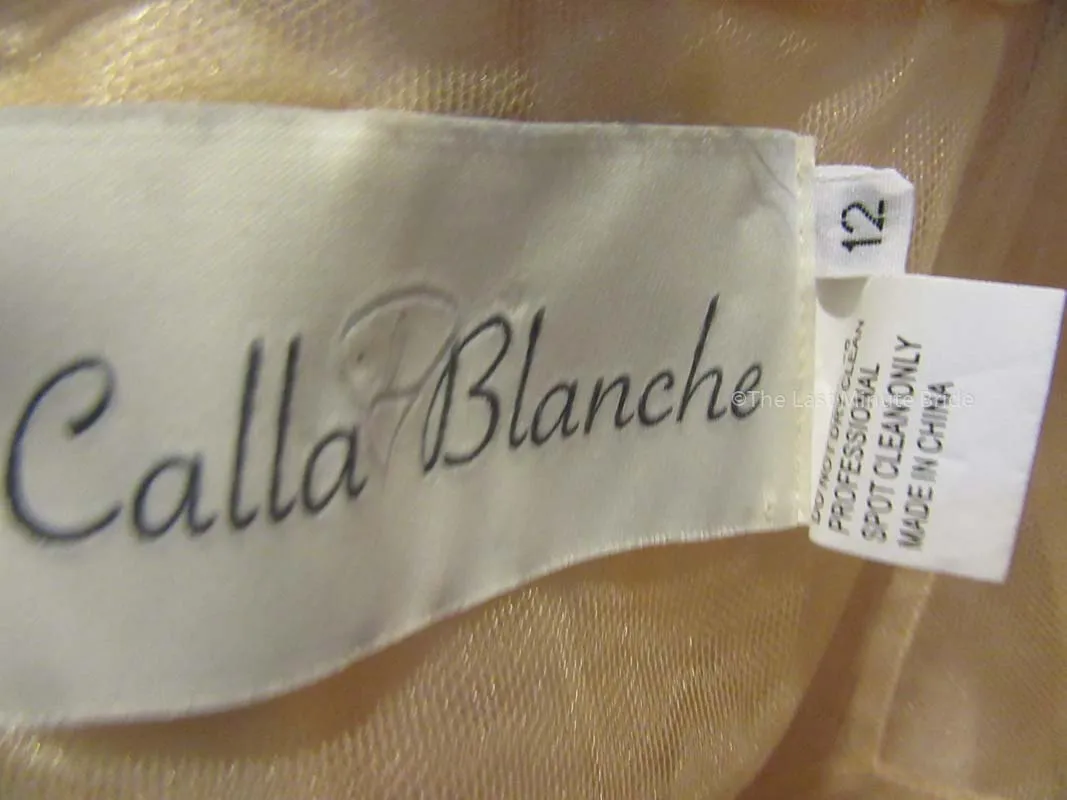 Calla Blanche
12
DO NOT DRY CLEAN
PROFESSIONAL
SPOT CLEAN ONLY
MADE IN CHINA
©The Last Minute Bride